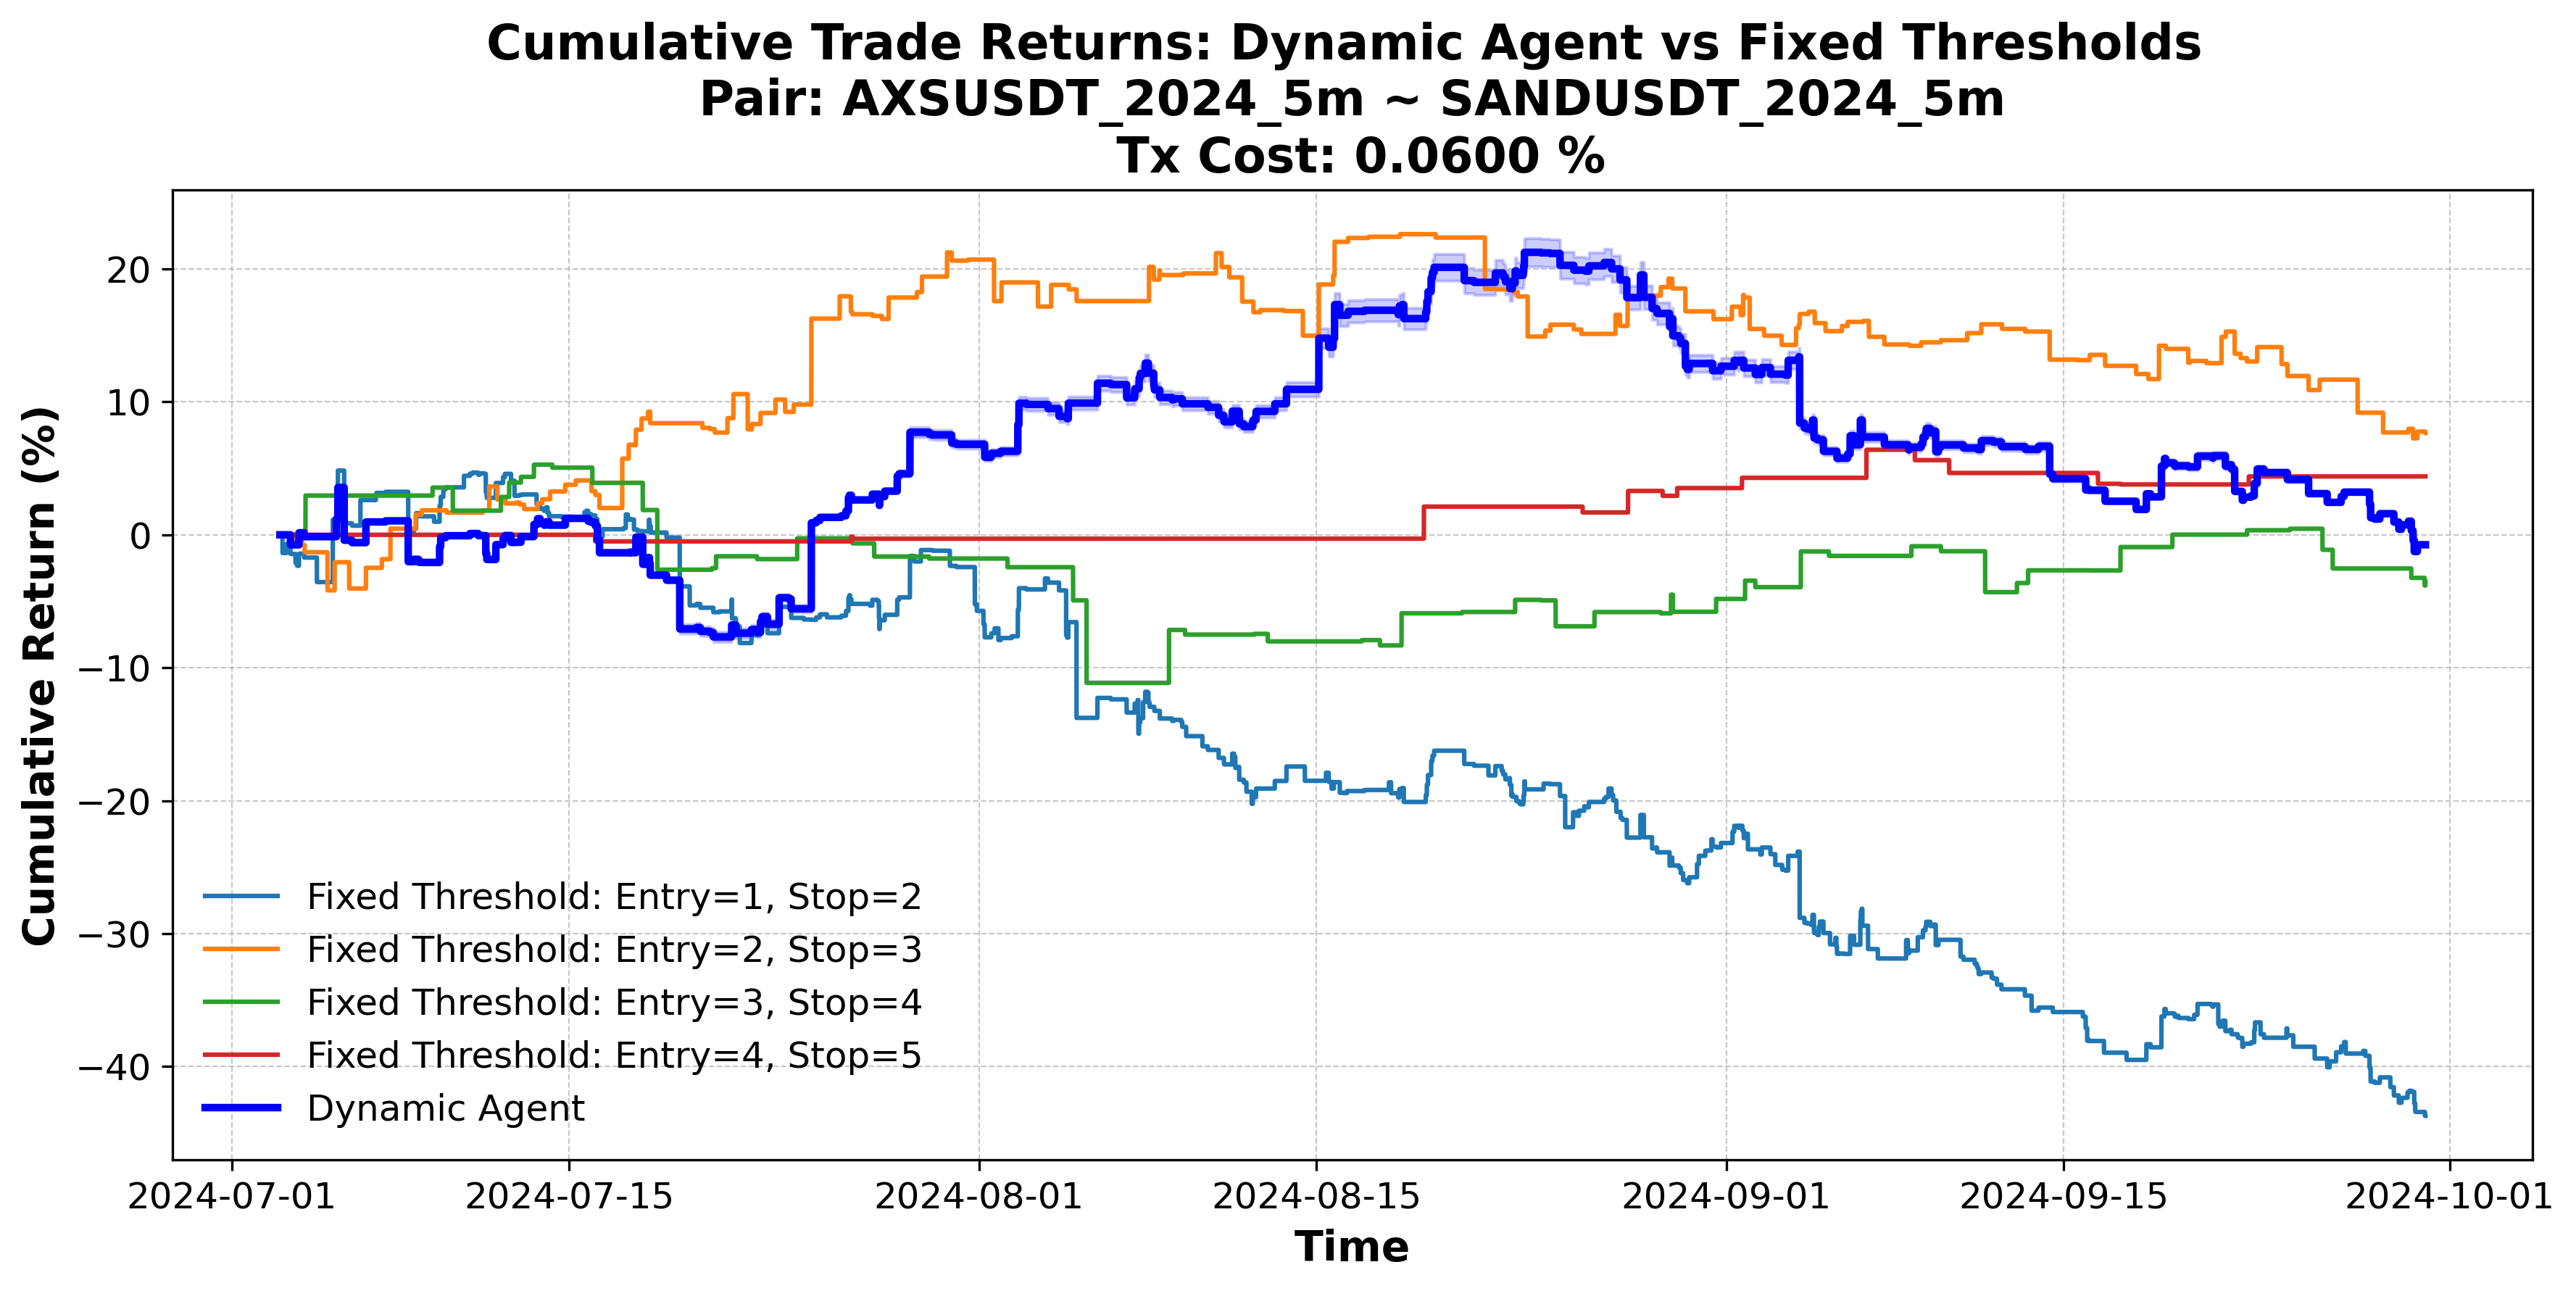 Cumulative Trade Returns: Dynamic Agent vs Fixed Thresholds
Pair: AXSUSDT_2024_5m ~ SANDUSDT_2024_5m
Tx Cost: 0.0600 %
Cumulative Return (%)
20
10
0
−10
−20
−30
−40
Fixed Threshold: Entry=1, Stop=2
Fixed Threshold: Entry=2, Stop=3
Fixed Threshold: Entry=3, Stop=4
Fixed Threshold: Entry=4, Stop=5
Dynamic Agent
2024-07-01 2024-07-15 2024-08-01 2024-08-15 2024-09-01 2024-09-15 2024-10-01
Time